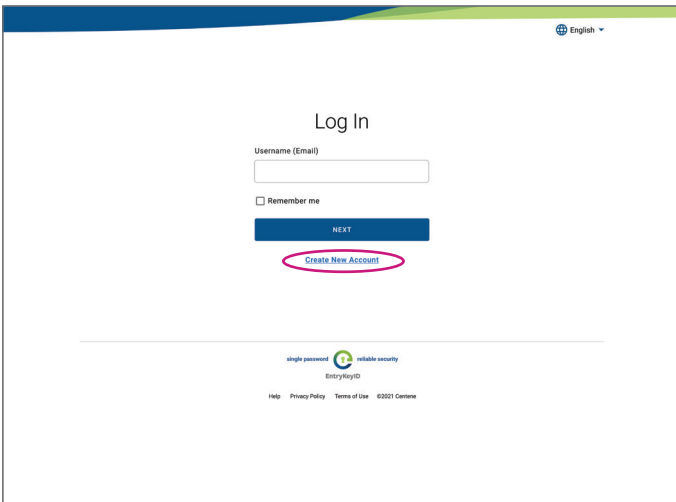 English
Log In
Username (Email)
Remember me
NEXT
Create New Account
single password reliable security
EntryKeyID
Help Privacy Policy Terms of Use ©2021 Centene